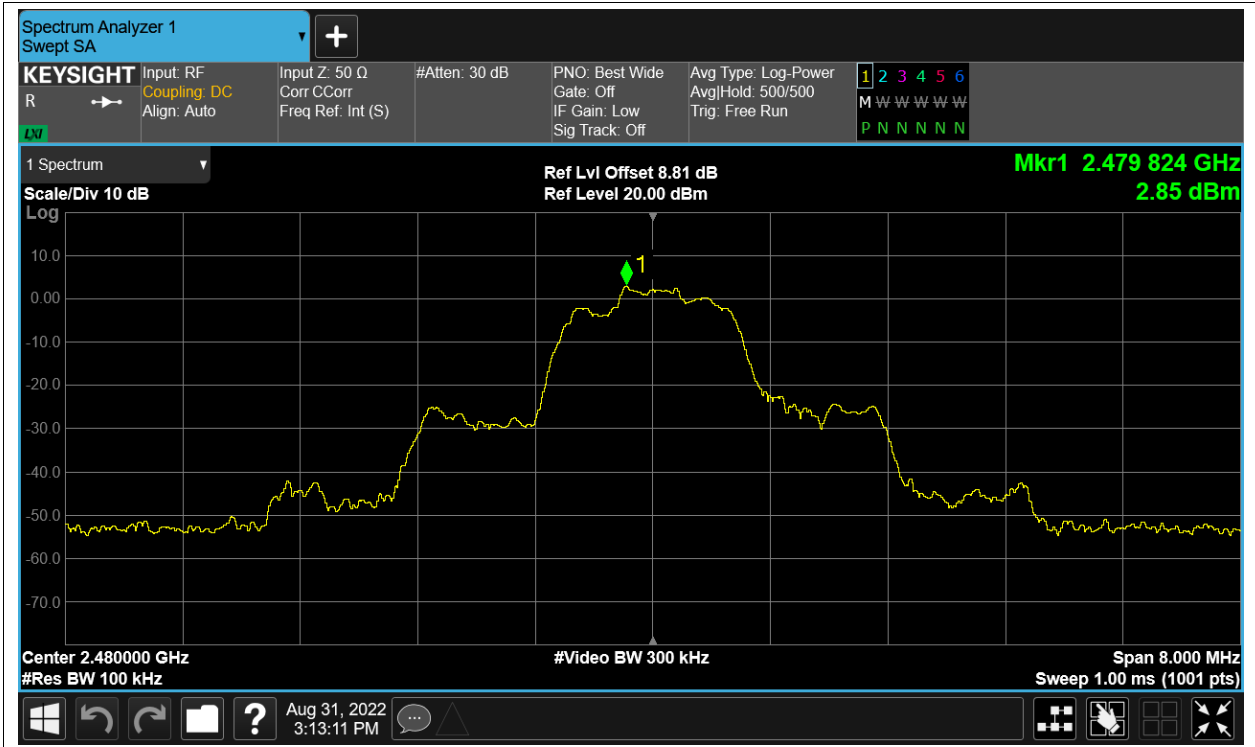 Spectrum Analyzer 1
Swept SA
+
KEYSIGHT
R
LXI
Input: RF
Coupling: DC
Align: Auto
Input Z: 50 Ω
Corr CCorr
Freq Ref: Int (S)
#Atten: 30 dB
PNO: Best Wide
Gate: Off
IF Gain: Low
Sig Track: Off
Avg Type: Log-Power
Avg|Hold: 500/500
Trig: Free Run
1 2 3 4 5 6
M W W W W W
P N N N N N
1 Spectrum
Scale/Div 10 dB
Log
Ref Lvl Offset 8.81 dB
Ref Level 20.00 dBm
Mkr1 2.479 824 GHz
2.85 dBm
1
10.0
0.00
-10.0
-20.0
-30.0
-40.0
-50.0
-60.0
-70.0
Center 2.480000 GHz
#Res BW 100 kHz
#Video BW 300 kHz
Span 8.000 MHz
Sweep 1.00 ms (1001 pts)
?
Aug 31, 2022
3:13:11 PM